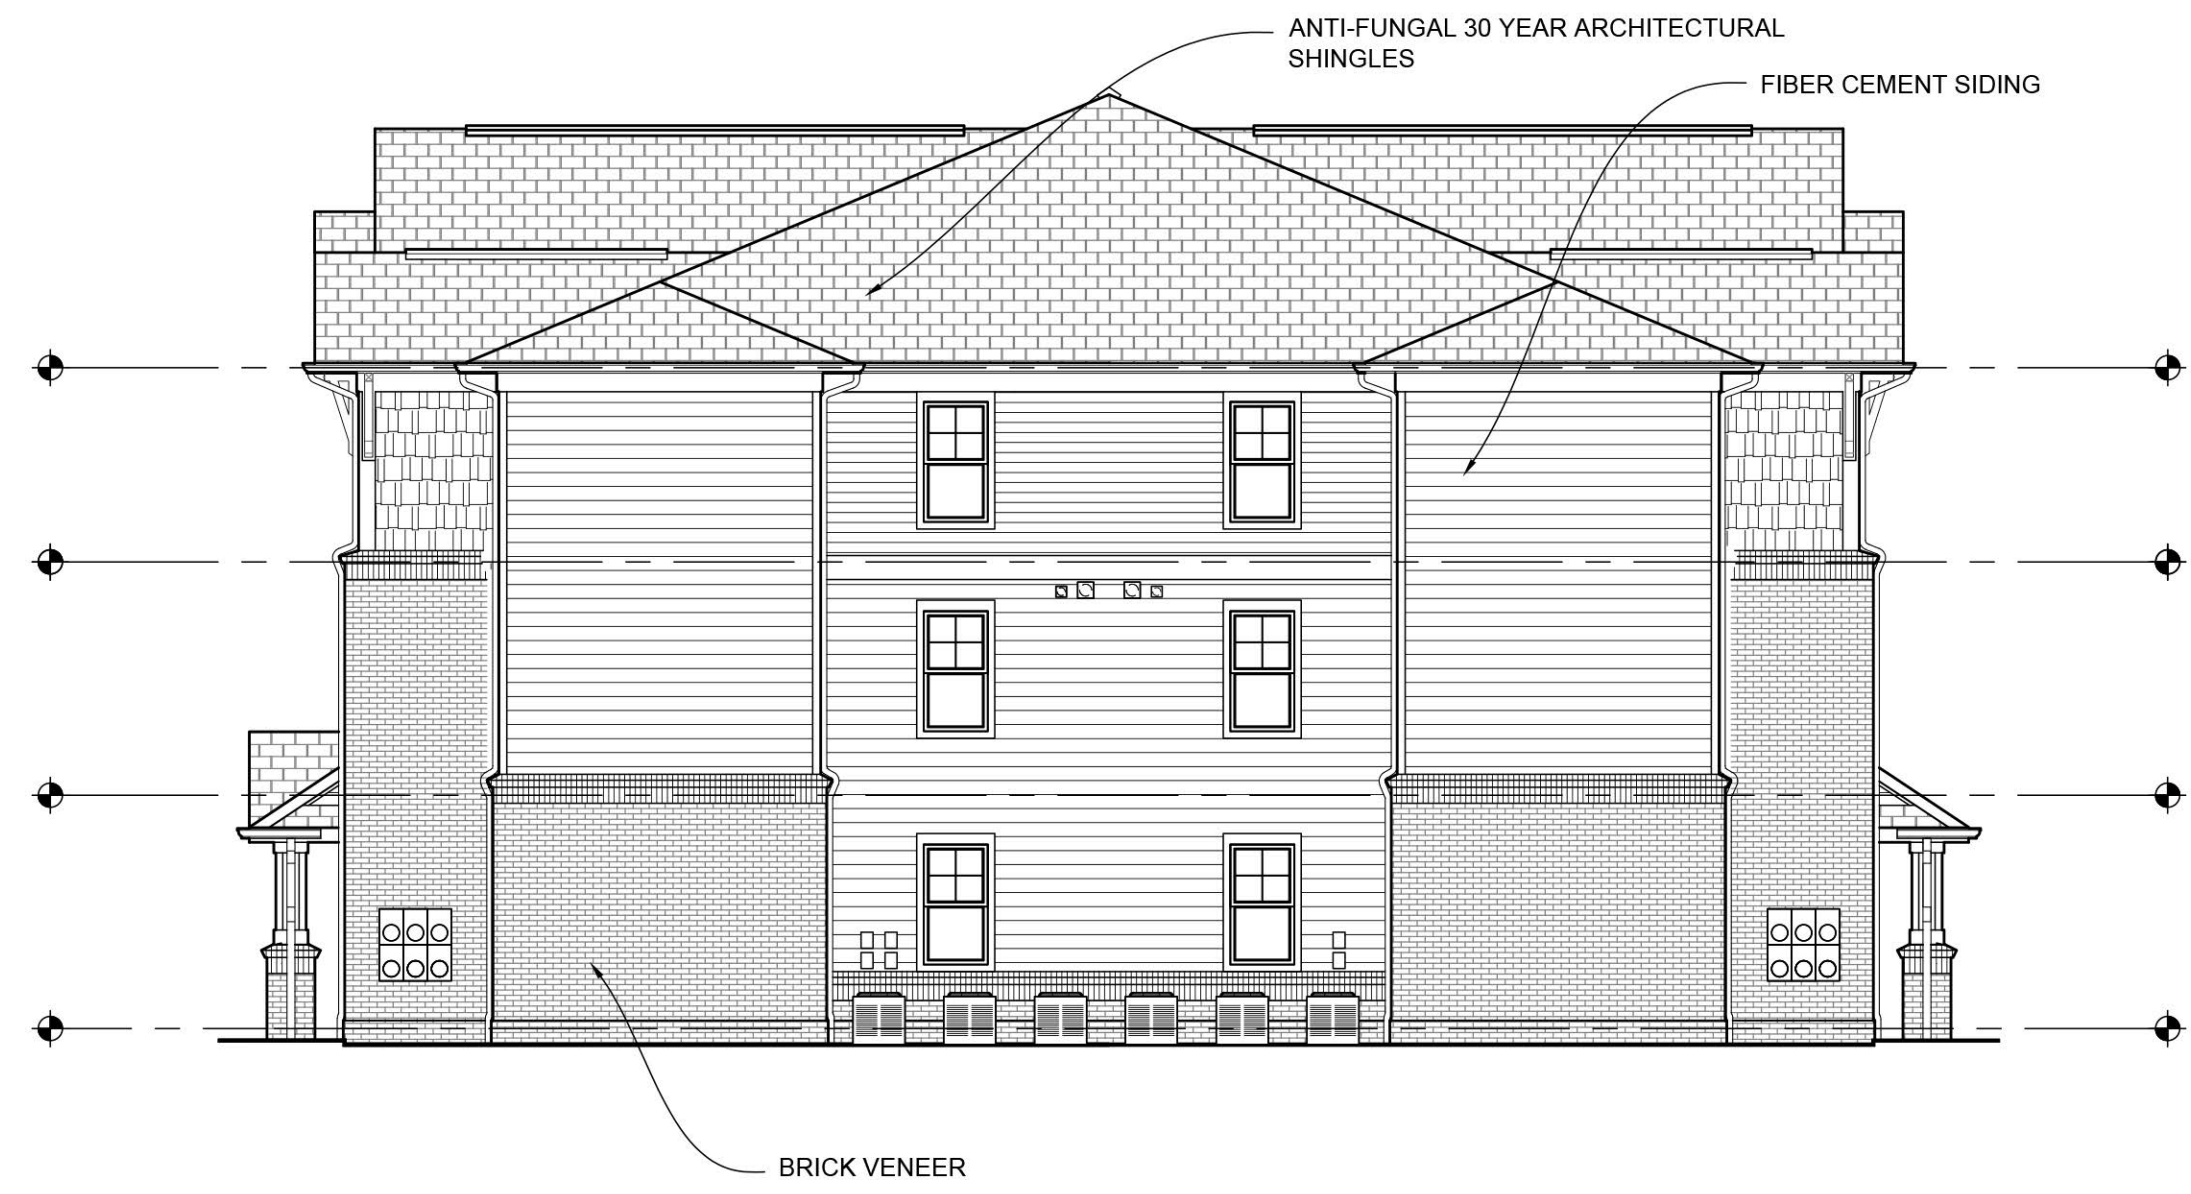 ANTI-FUNGAL 30 YEAR ARCHITECTURAL
SHINGLES
FIBER CEMENT SIDING
BRICK VENEER